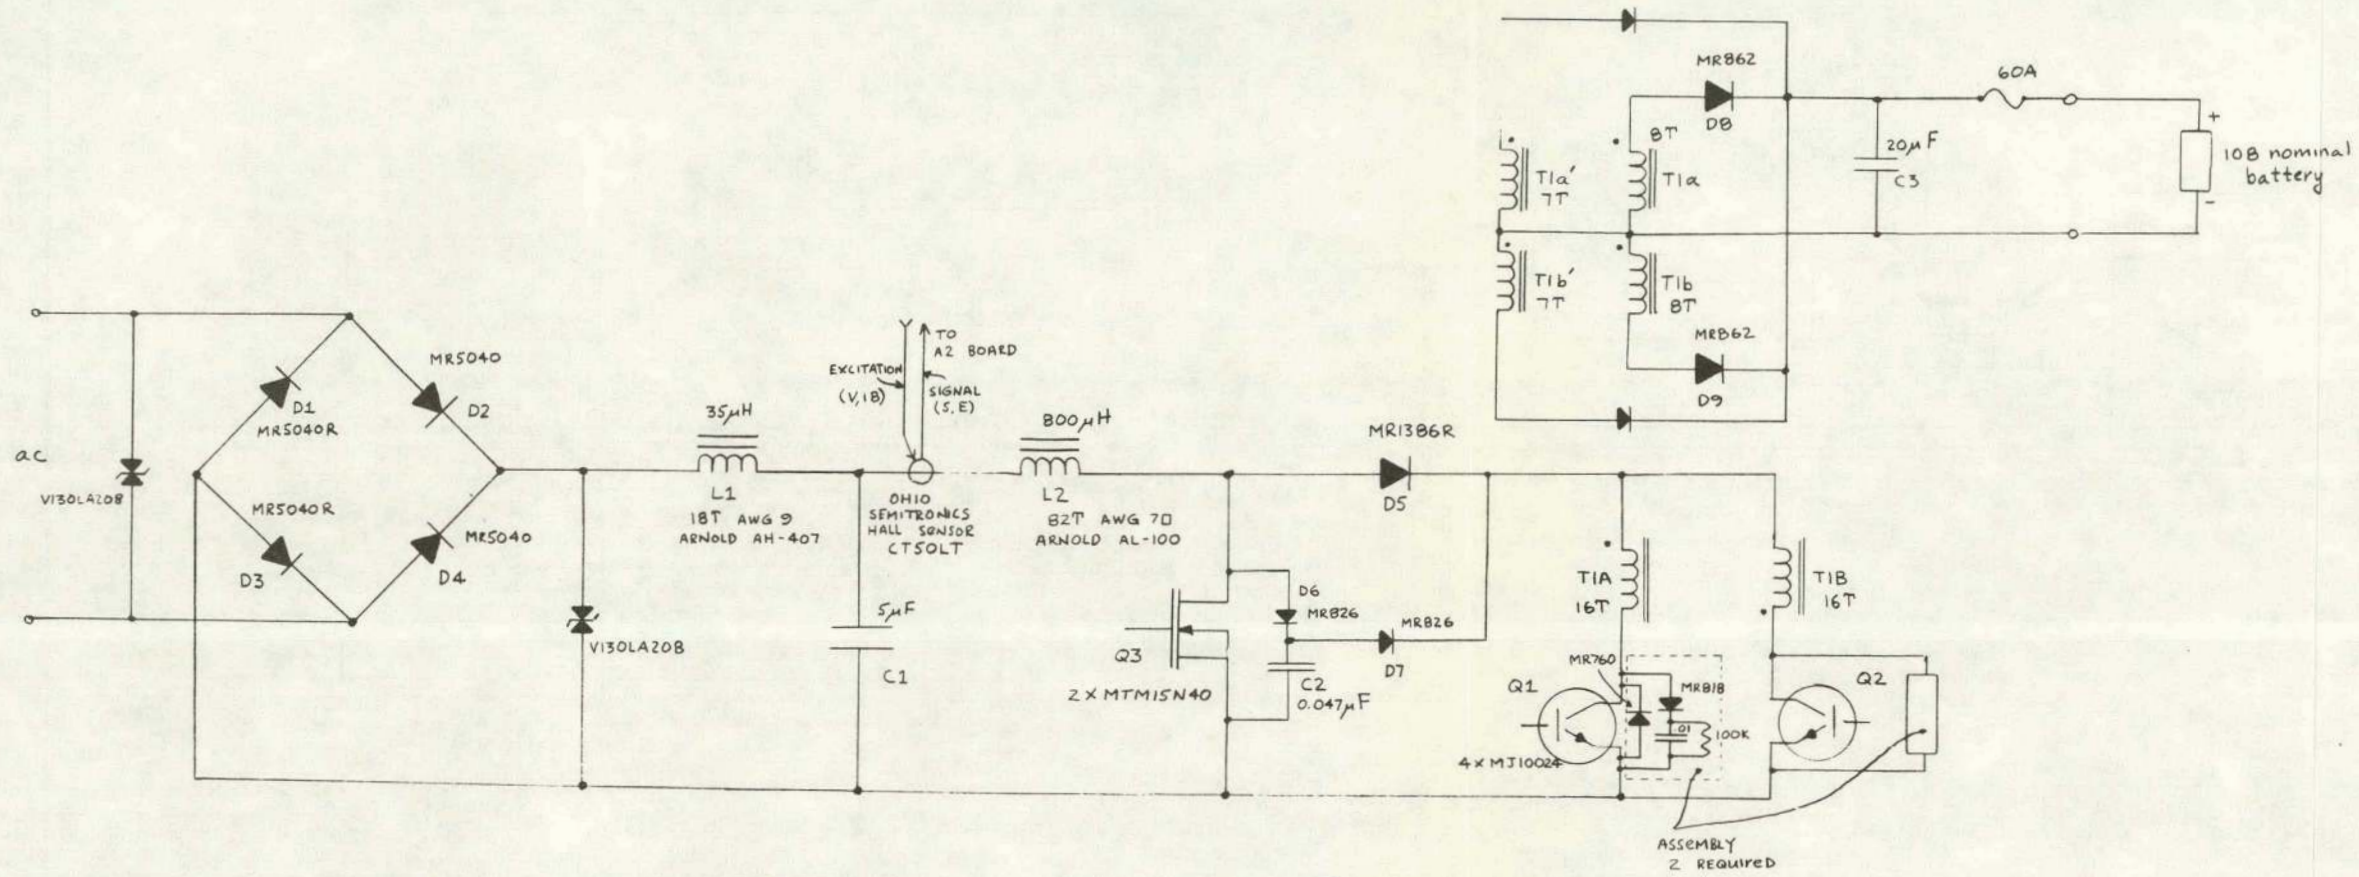 MR862
D8
60A
8T
T1a' 
7T
T1a
20µF
C3
+
-
108 nominal
battery
T1b'
7T
T1b
8T
MR862
D9
ac
V130LA20B
D1
MR5040R
MR5040
D2
MR5040R
D3
MR5040
D4
V130LA20B
35µH
L1
18T AWG 9
ARNOLD AH-407
5µF
C1
EXCITATION
(V,18)
TO
A2 BOARD
SIGNAL
(5,E)
OHIO
SEMITRONICS
HALL SENSOR
CT50LT
800µH
L2
82T AWG 70
ARNOLD AL-100
MR1386R
D5
Q3
2 X MTM15N40
D6
MR826
MR826
D7
C2
0.047µF
T1A
16T
T1B
16T
Q1
4 X MJ10024
MR760
MR818
.01
100K
Q2
ASSEMBLY
2 REQUIRED